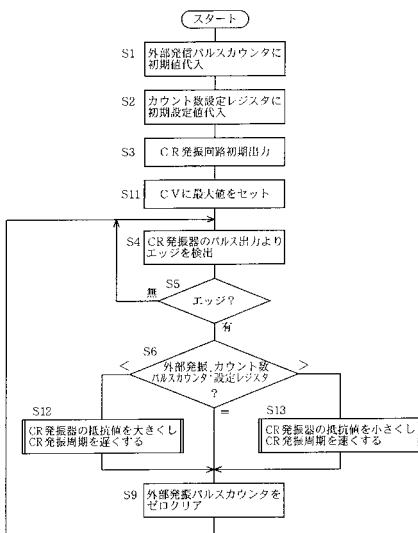 スタート
S1
外部発信パルスカウンタに
初期値代入
S2
カウント数設定レジスタに
初期設定値代入
S3
CR発振回路初期出力
S11
CVに最大値をセット
S4
CR発振器のパルス出力より
エッジを検出
S5
無
エッジ?
有
S6
< 外部発振 : カウント数 >
パルスカウンタ 設定レジスタ
?
=
S12
CR発振器の抵抗値を大きくし
CR発振周期を遅くする
S13
CR発振器の抵抗値を小さくし
CR発振周期を速くする
S9
外部発振パルスカウンタを
ゼロクリア